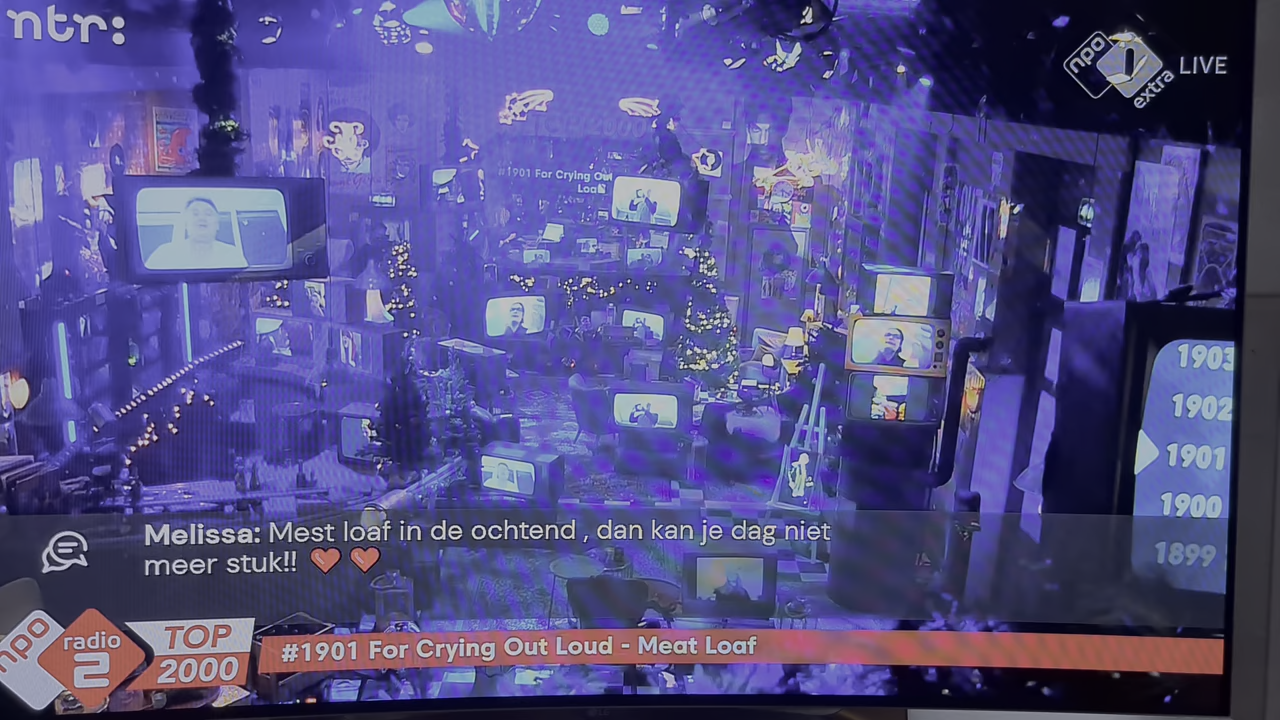 ntr:
npo
1
extra
LIVE
#1901 For Crying Out
Loaf
1903
1902
1901
1900
1899
Melissa: Mest loaf in de ochtend , dan kan je dag niet
meer stuk!! ❤️ ❤️
npo
radio
2
TOP
2000
#1901 For Crying Out Loud - Meat Loaf